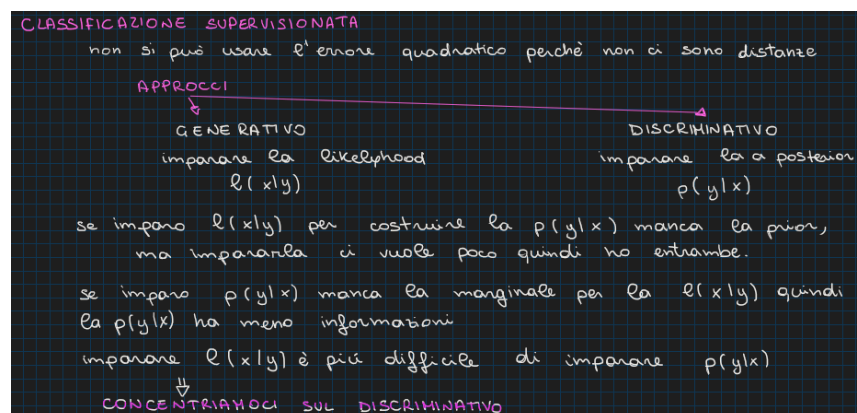 CLASSIFICAZIONE SUPERVISIONATA
non si può usare l'errore quadratico perchè non ci sono distanze
APPROCCI
GENERATIVO DISCRIMINATIVO
imparare la likelyhood imparare la a posterior
l(x|y) p(y|x)
se imparo l(x|y) per costruire la p(y|x) manca la prior,
ma impararla ci vuole poco quindi ho entrambe.
se imparo p(y|x) manca la marginale per la l(x|y) quindi
la p(y|x) ha meno informazioni
imparare l(x|y) è più difficile di imparare p(y|x)
CONCENTRIAMOCI SUL DISCRIMINATIVO